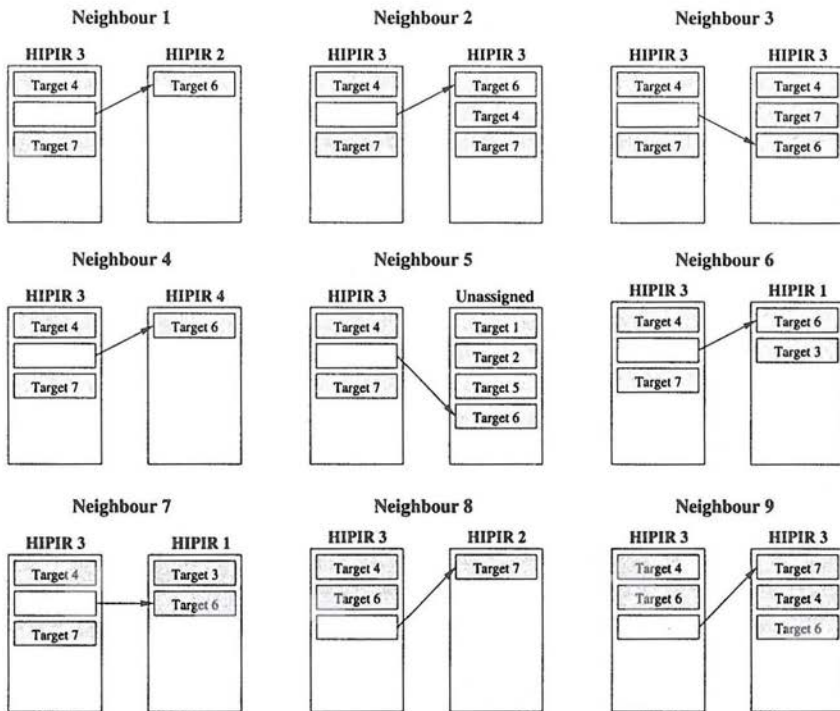 Neighbour 1
HIPIR 3 HIPIR 2
Target 4 Target 6
Target 7
Neighbour 2
HIPIR 3 HIPIR 3
Target 4 Target 6
Target 4
Target 7 Target 7
Neighbour 3
HIPIR 3 HIPIR 3
Target 4 Target 4
Target 7
Target 7 Target 6
Neighbour 4
HIPIR 3 HIPIR 4
Target 4 Target 6
Target 7
Neighbour 5
HIPIR 3 Unassigned
Target 4 Target 1
Target 2
Target 7 Target 5
Target 6
Neighbour 6
HIPIR 3 HIPIR 1
Target 4 Target 6
Target 3
Target 7
Neighbour 7
HIPIR 3 HIPIR 1
Target 4 Target 3
Target 6
Target 7
Neighbour 8
HIPIR 3 HIPIR 2
Target 4 Target 7
Target 6
Neighbour 9
HIPIR 3 HIPIR 3
Target 4 Target 7
Target 6 Target 4
Target 6